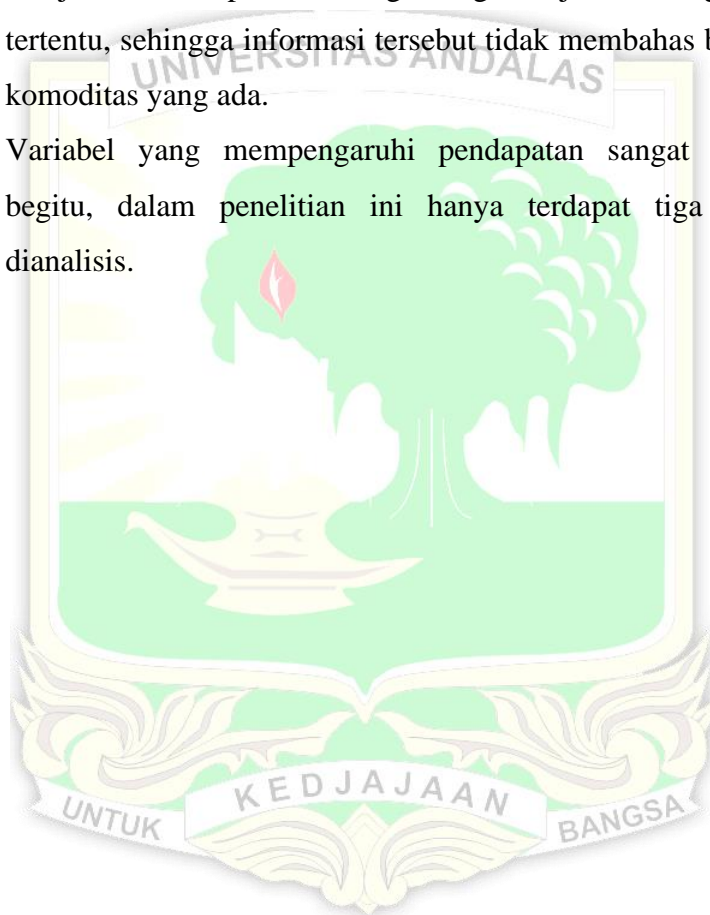 tertentu, sehingga informasi tersebut tidak membahas
UNIVERSITAS ANDALAS
komoditas yang ada.
Variabel yang mempengaruhi pendapatan sangat
begitu, dalam penelitian ini hanya terdapat tiga
dianalisis.
UNTUK KEDJAJAAN BANGSA